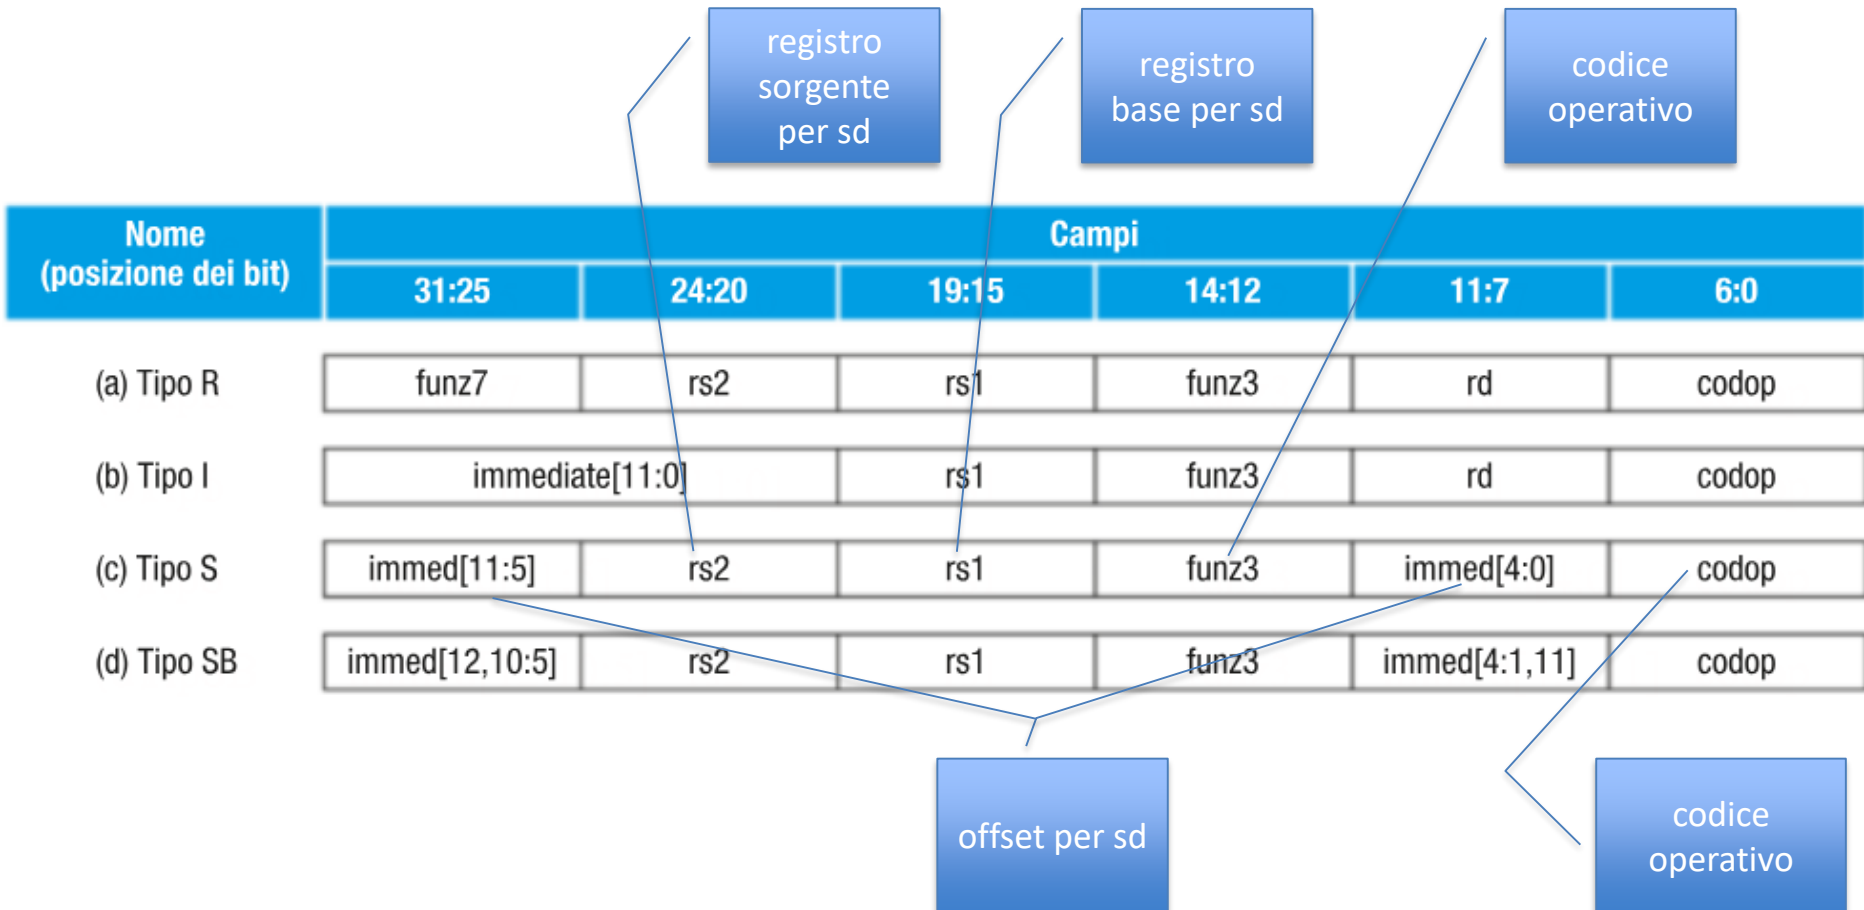 registro
sorgente
per sd
registro
base per sd
codice
operativo
Nome
(posizione dei bit)
Campi
31:25 24:20 19:15 14:12 11:7 6:0
(a) Tipo R funz7 rs2 rs1 funz3 rd codop
(b) Tipo I immediate[11:0] rs1 funz3 rd codop
(c) Tipo S immed[11:5] rs2 rs1 funz3 immed[4:0] codop
(d) Tipo SB immed[12,10:5] rs2 rs1 funz3 immed[4:1,11] codop
offset per sd
codice
operativo